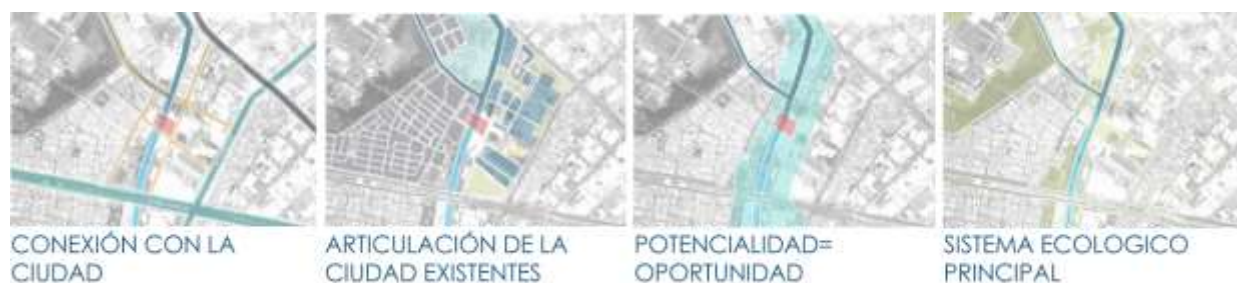 CONEXIÓN CON LA
CIUDAD
ARTICULACIÓN DE LA
CIUDAD EXISTENTES
POTENCIALIDAD=
OPORTUNIDAD
SISTEMA ECOLOGICO
PRINCIPAL